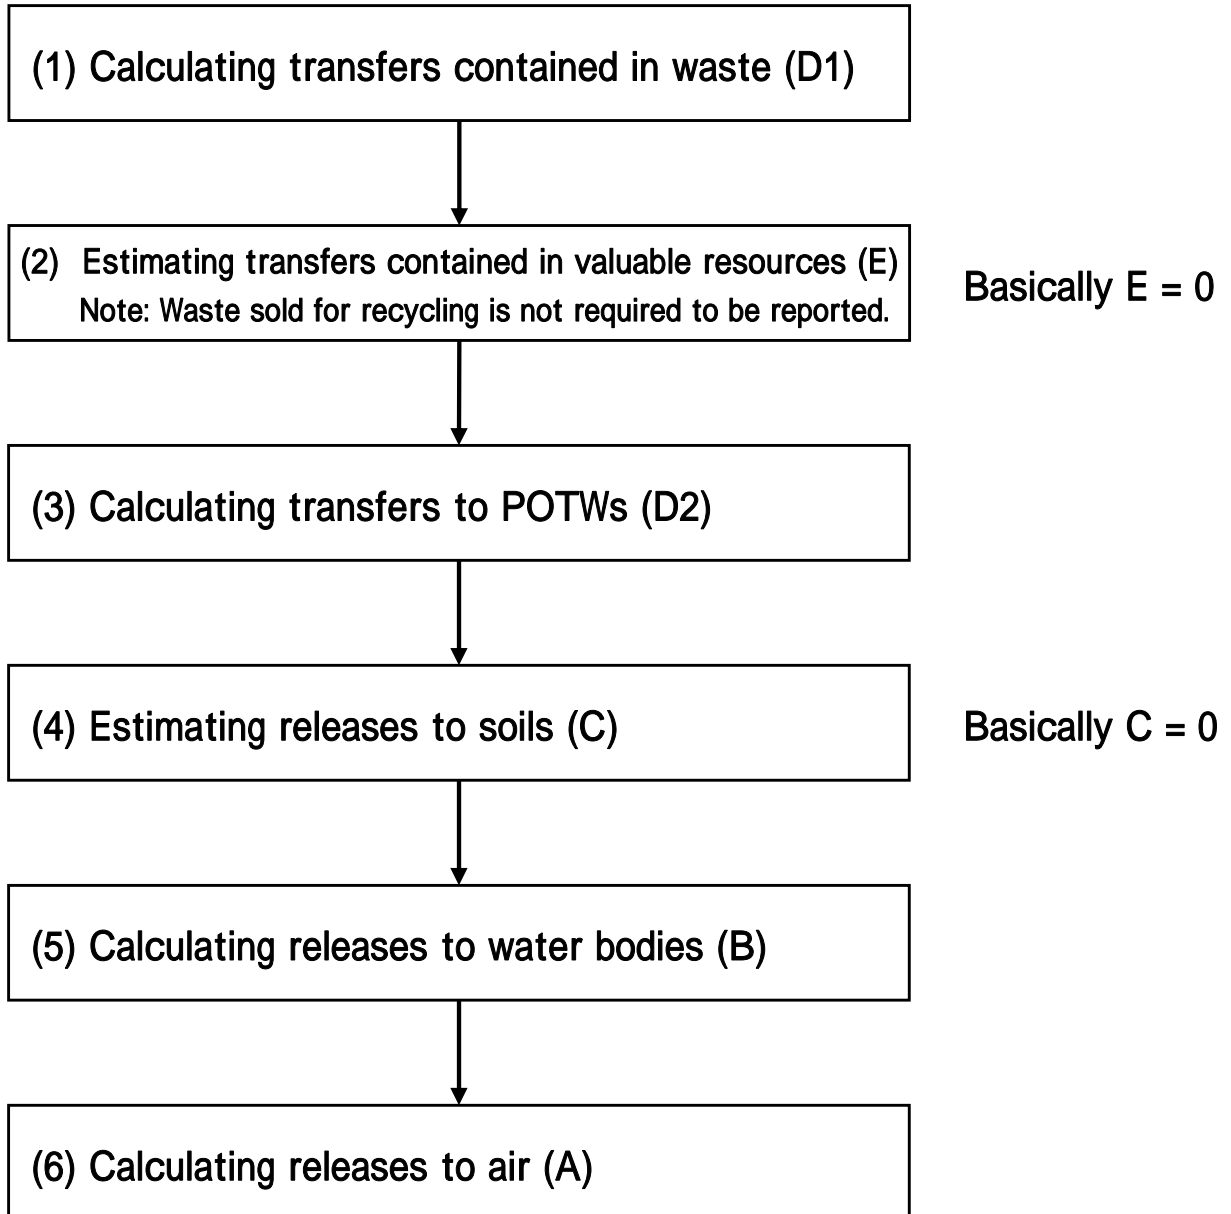 (1) Calculating transfers contained in waste (D1)
(2) Estimating transfers contained in valuable resources (E)
Note: Waste sold for recycling is not required to be reported.
Basically E = 0
(3) Calculating transfers to POTWs (D2)
(4) Estimating releases to soils (C)
Basically C = 0
(5) Calculating releases to water bodies (B)
(6) Calculating releases to air (A)